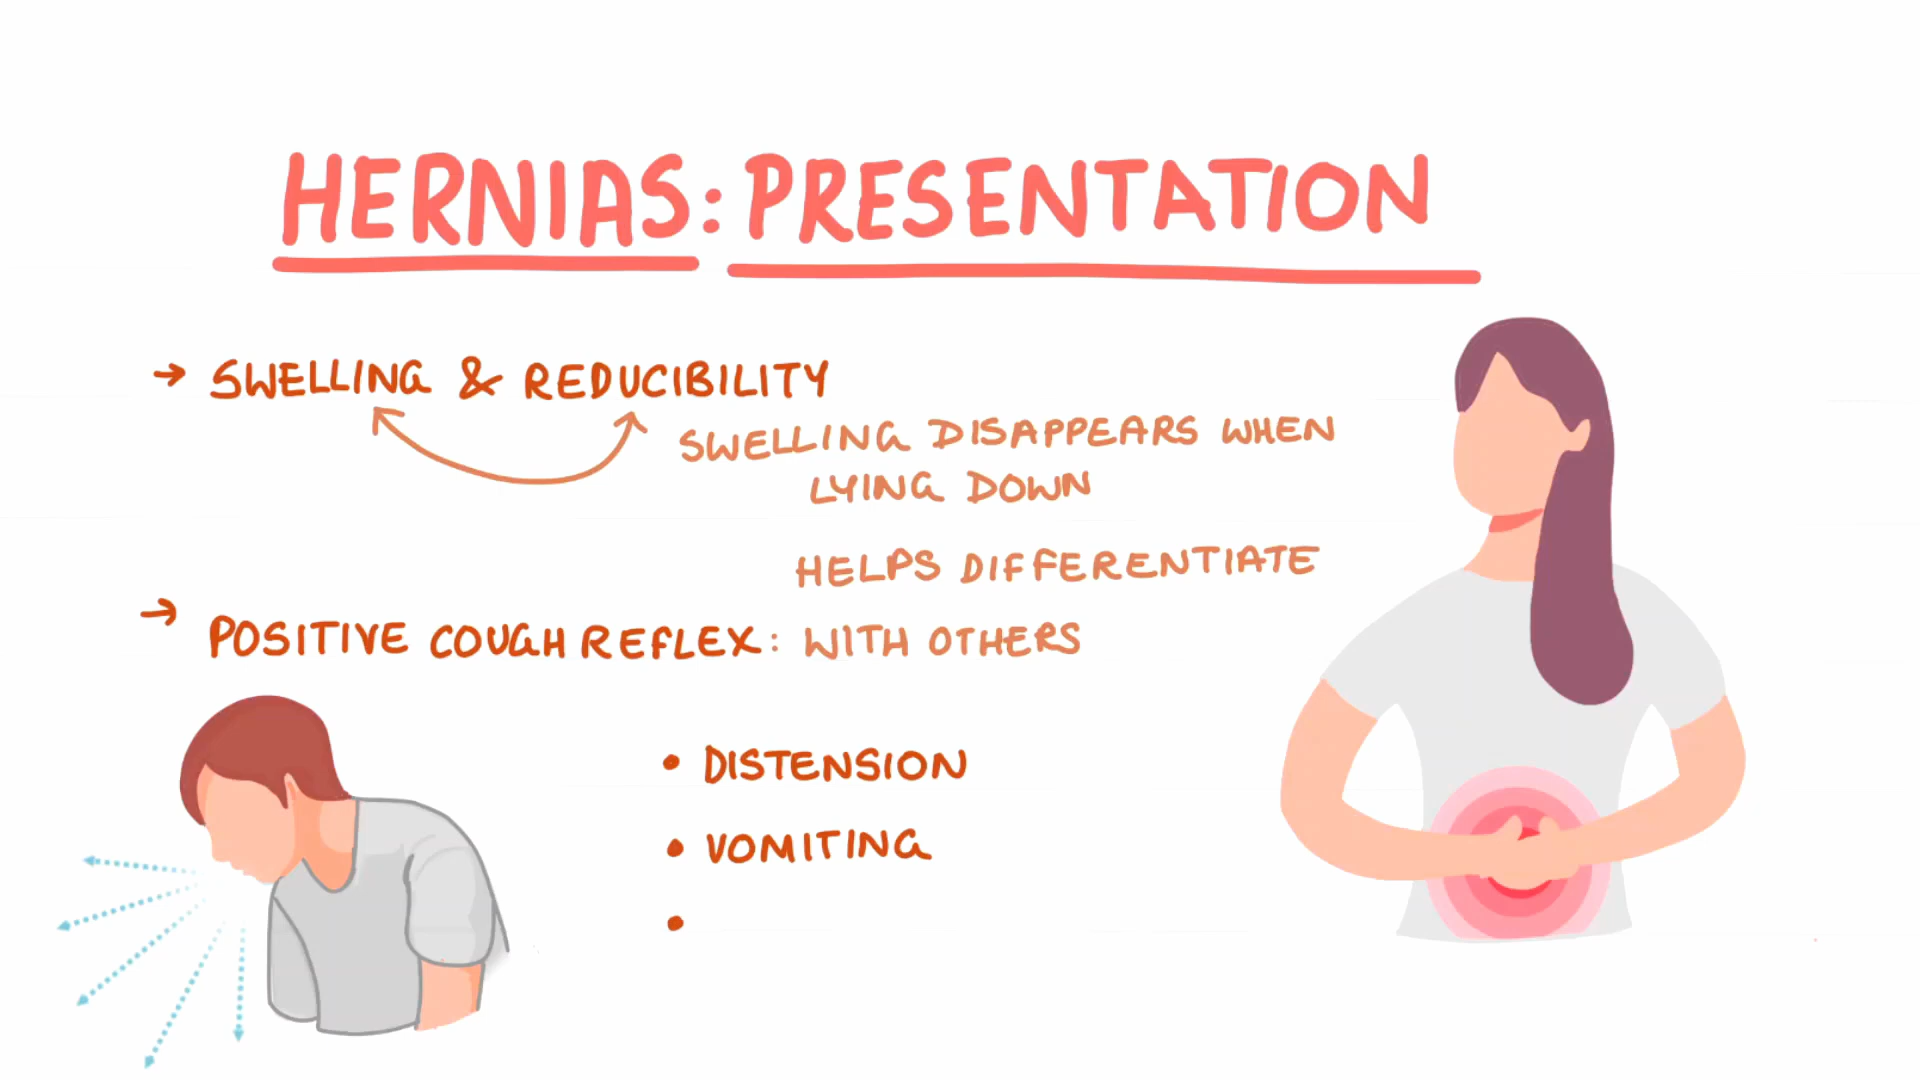 HERNIAS: PRESENTATION
→ SWELLING & REDUCIBILITY
SWELLING DISAPPEARS WHEN
LYING DOWN
HELPS DIFFERENTIATE
→ POSITIVE COUGH REFLEX: WITH OTHERS
• DISTENSION
• VOMITING
•